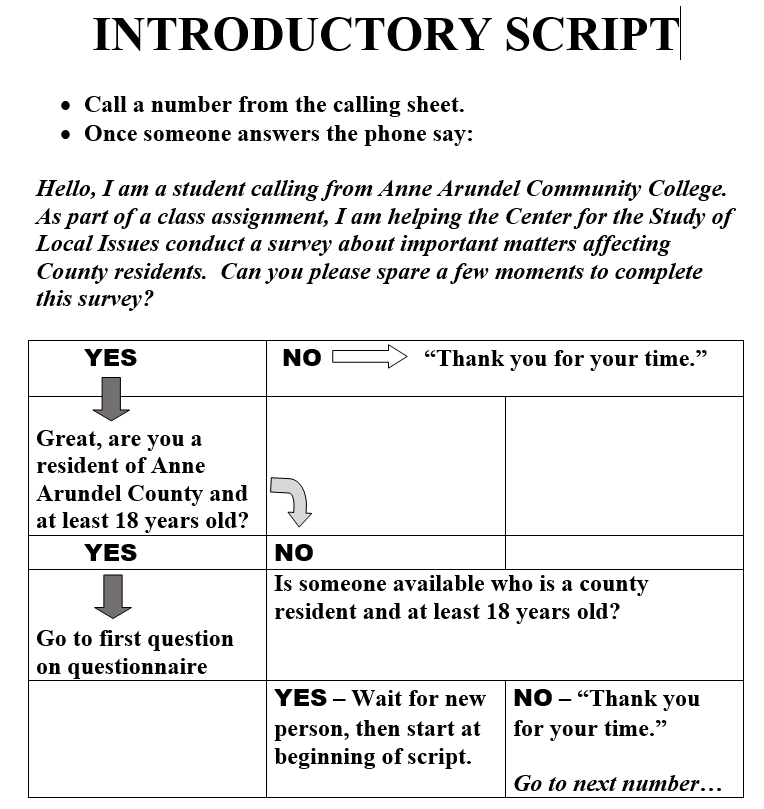 INTRODUCTORY SCRIPT
• Call a number from the calling sheet.
• Once someone answers the phone say:
Hello, I am a student calling from Anne Arundel Community College.
As part of a class assignment, I am helping the Center for the Study of
Local Issues conduct a survey about important matters affecting
County residents.  Can you please spare a few moments to complete
this survey?
YES
NO “Thank you for your time.”
Great, are you a
resident of Anne
Arundel County and
at least 18 years old?
YES
NO
Go to first question
on questionnaire
Is someone available who is a county
resident and at least 18 years old?
YES – Wait for new
person, then start at
beginning of script.
NO – “Thank you
for your time.”
Go to next number…